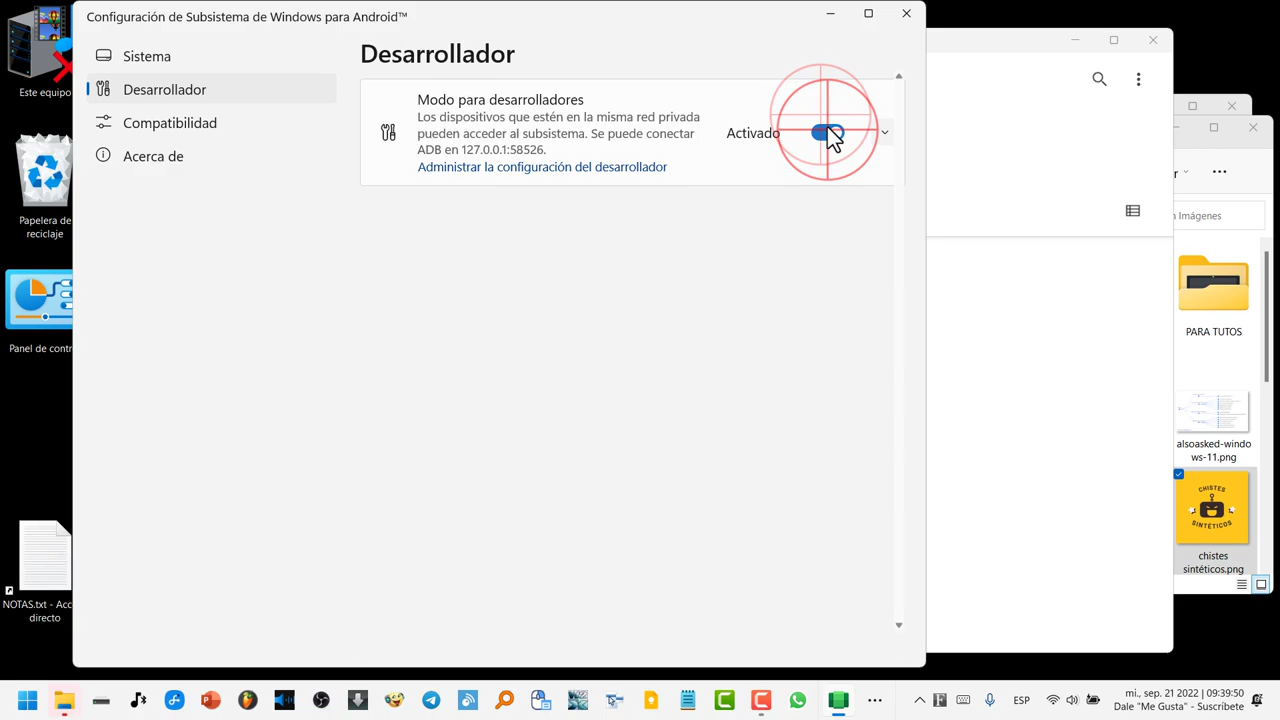 Configuración de Subsistema de Windows para Android™
Sistema
Desarrollador
Compatibilidad
Acerca de
Desarrollador
Modo para desarrolladores
Los dispositivos que estén en la misma red privada
pueden acceder al subsistema. Se puede conectar
ADB en 127.0.0.1:58526.
Administrar la configuración del desarrollador
Activado
Este equipo
Papelera de
reciclaje
Panel de contr
NOTAS.txt - Acc
directo
n Imágenes
PARA TUTOS
alsoasked-windo
ws-11.png
CHISTES
SINTÉTICOS
chistes
sintéticos.png
ESP
mi., sep. 21 2022 | 09:39:50
Dale "Me Gusta" - Suscríbete